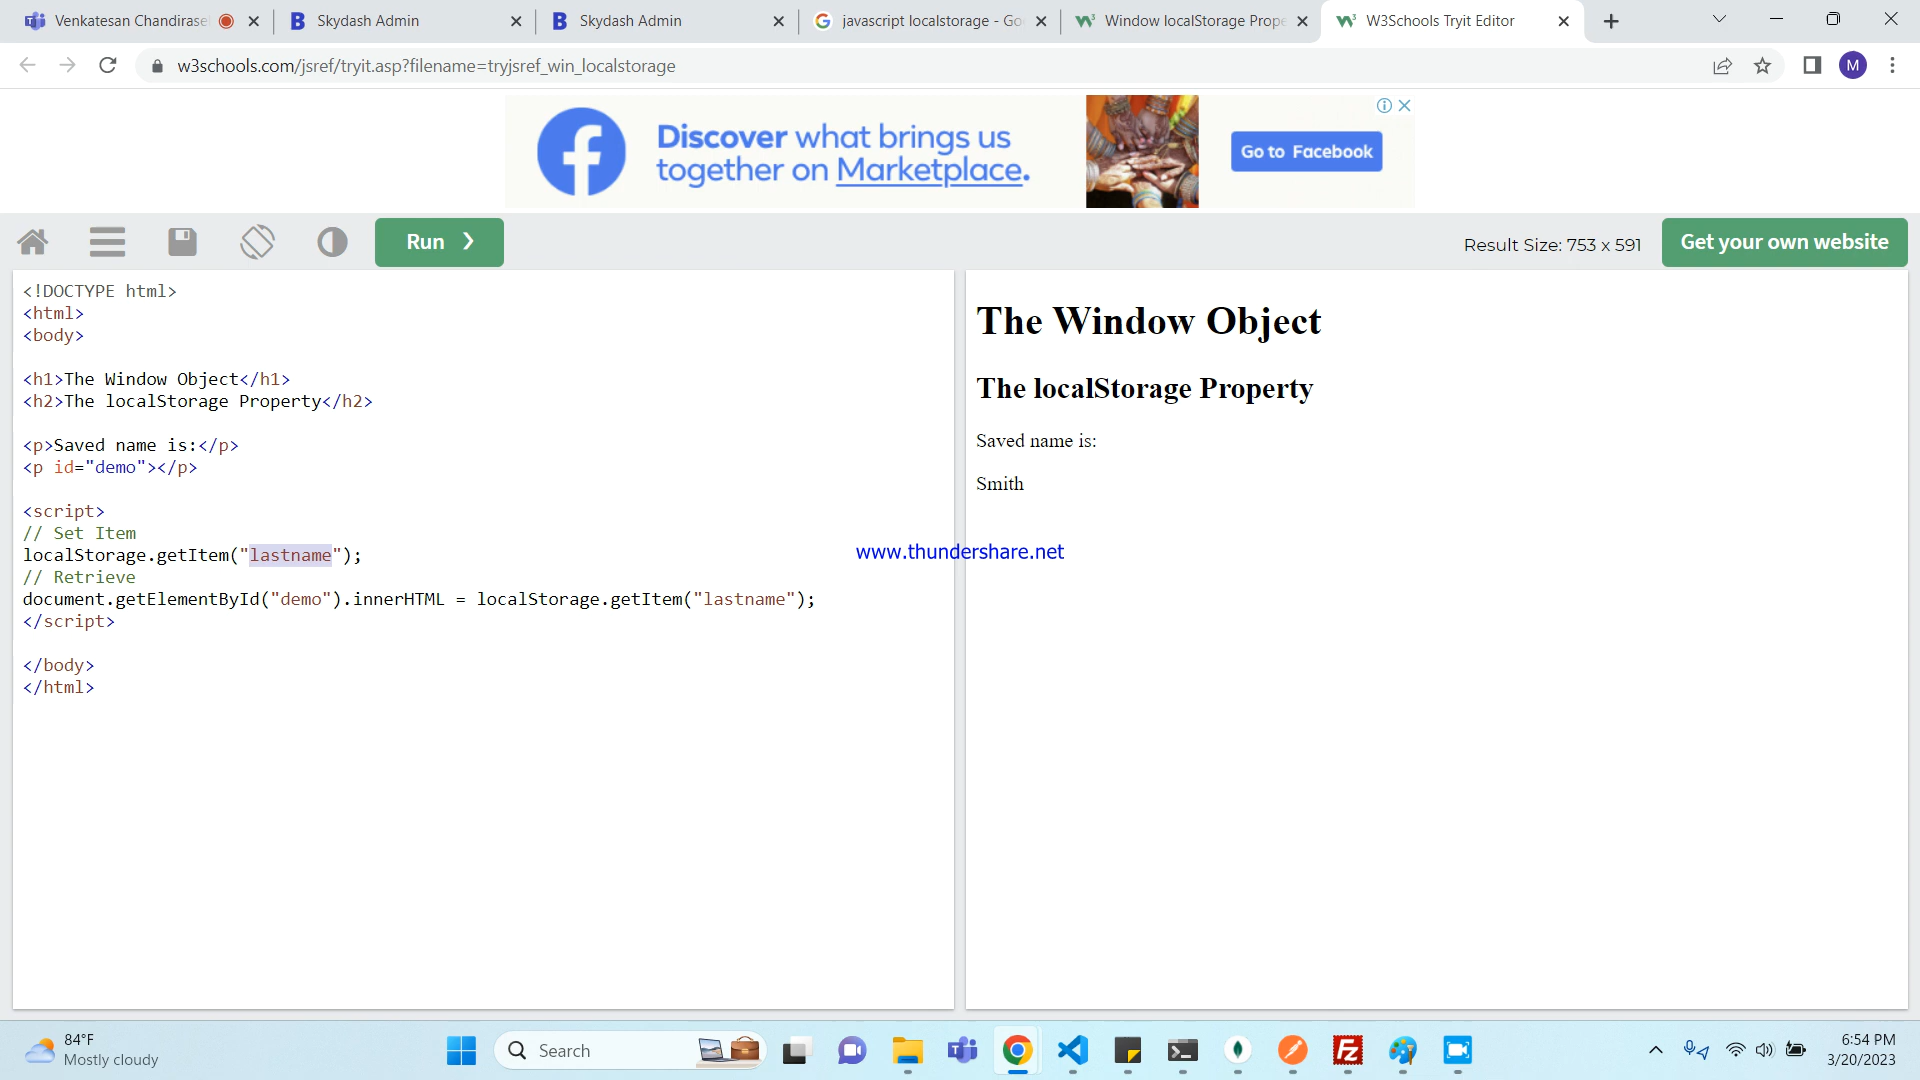 Venkatesan Chandirase
Skydash Admin
Skydash Admin
javascript localstorage - Go
Window localStorage Prope
W3Schools Tryit Editor
w3schools.com/jsref/tryit.asp?filename=tryjsref_win_localstorage
M
Discover what brings us
together on Marketplace.
Go to Facebook
Run ❯
Result Size: 753 x 591
Get your own website
<!DOCTYPE html>
<html>
<body>
<h1>The Window Object</h1>
<h2>The localStorage Property</h2>
<p>Saved name is:</p>
<p id="demo"></p>
<script>
// Set Item
localStorage.getItem("lastname");
// Retrieve
document.getElementById("demo").innerHTML = localStorage.getItem("lastname");
</script>
</body>
</html>
The Window Object
The localStorage Property
Saved name is:
Smith
www.thundershare.net
84°F
Mostly cloudy
Search
6:54 PM
3/20/2023